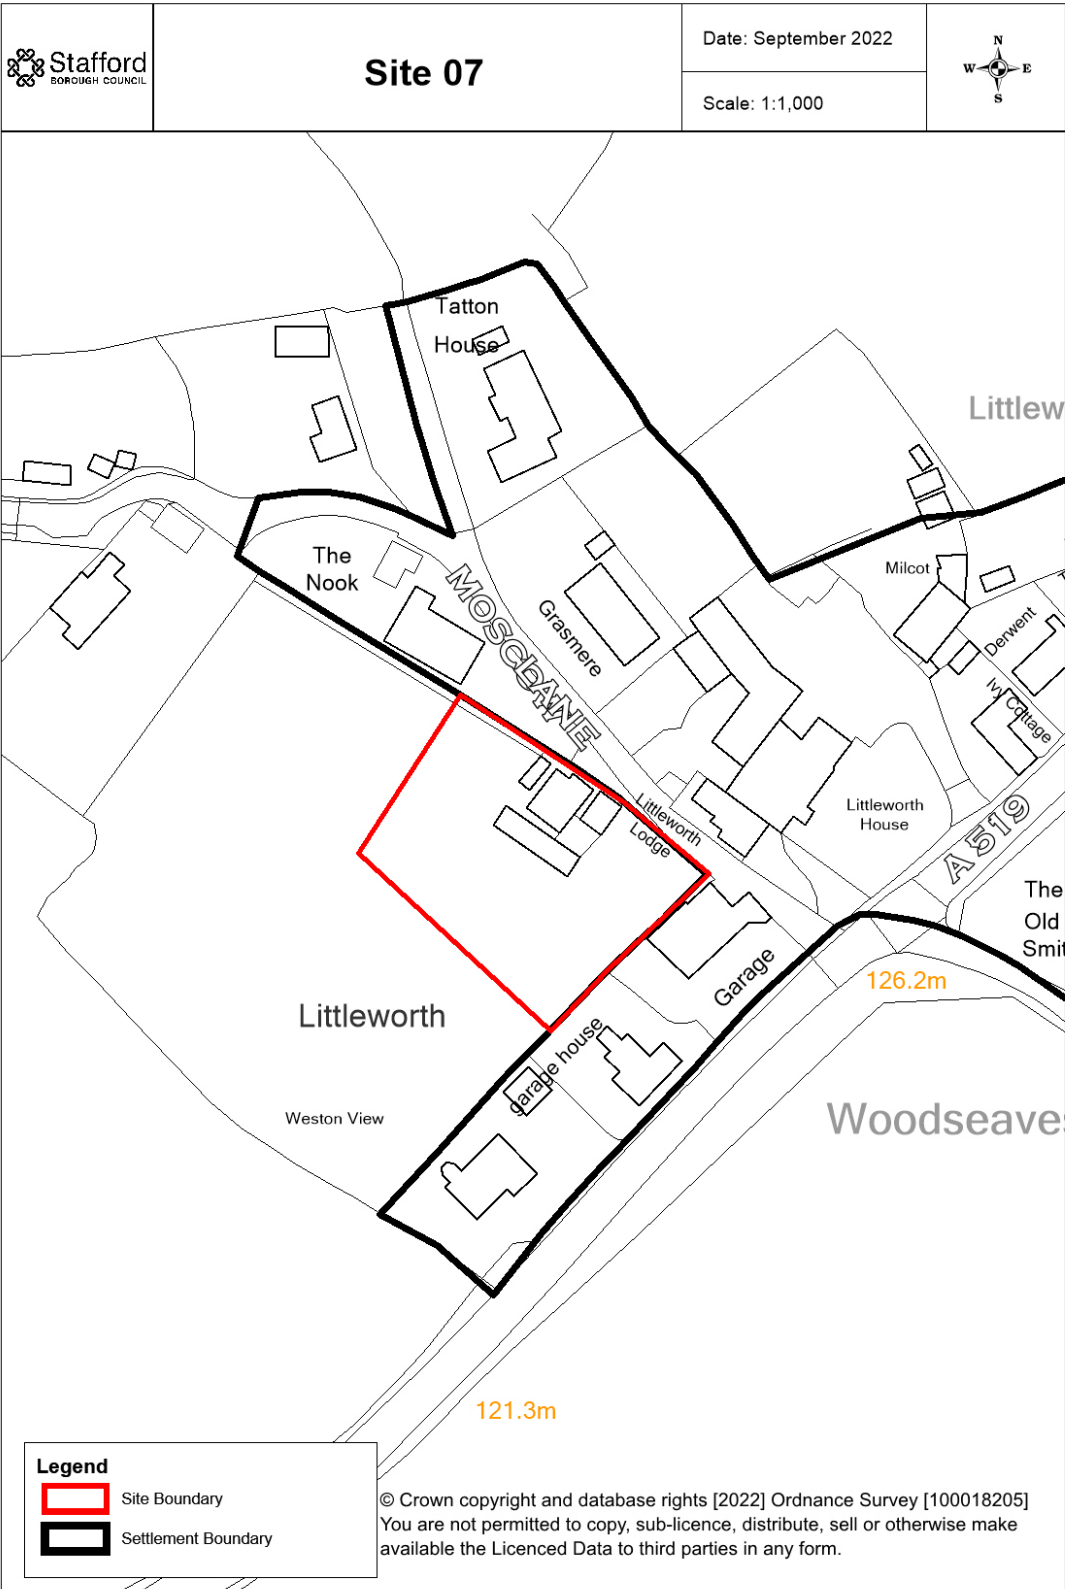 Stafford
BOROUGH COUNCIL
Site 07
Date: September 2022
Scale: 1:1,000
N
W E
S
Tatton
House
Littlew
The
Nook
MOSS LANE
Grasmere
Milcot
Derwent
Ivy Cottage
Littleworth
Lodge
Littleworth
House
A 519
The
Old
Smit
Garage
126.2m
garage house
Littleworth
Weston View
Woodseaves
121.3m
Legend
Site Boundary
Settlement Boundary
© Crown copyright and database rights [2022] Ordnance Survey [100018205]
You are not permitted to copy, sub-licence, distribute, sell or otherwise make
available the Licenced Data to third parties in any form.